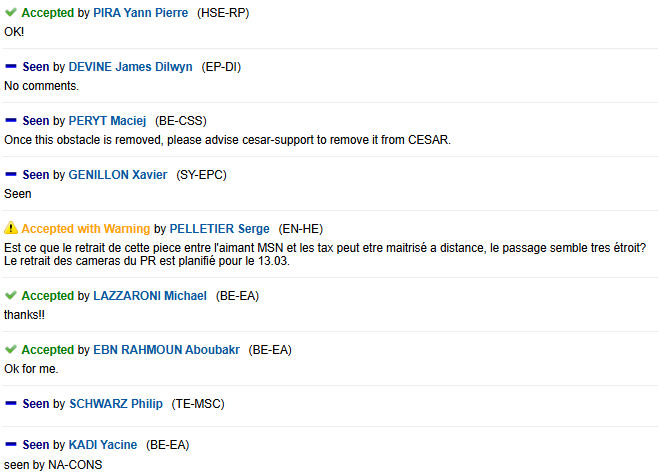 Accepted by PIRA Yann Pierre (HSE-RP)
OK!
Seen by DEVINE James Dilwyn (EP-DI)
No comments.
Seen by PERYT Maciej (BE-CSS)
Once this obstacle is removed, please advise cesar-support to remove it from CESAR.
Seen by GENILLON Xavier (SY-EPC)
Seen
Accepted with Warning by PELLETIER Serge (EN-HE)
Est ce que le retrait de cette piece entre l'aimant MSN et les tax peut etre maitrisé a distance, le passage semble tres étroit?
Le retrait des cameras du PR est planifié pour le 13.03.
Accepted by LAZZARONI Michael (BE-EA)
thanks!!
Accepted by EBN RAHMOUN Aboubakr (BE-EA)
Ok for me.
Seen by SCHWARZ Philip (TE-MSC)
Seen by KADI Yacine (BE-EA)
seen by NA-CONS